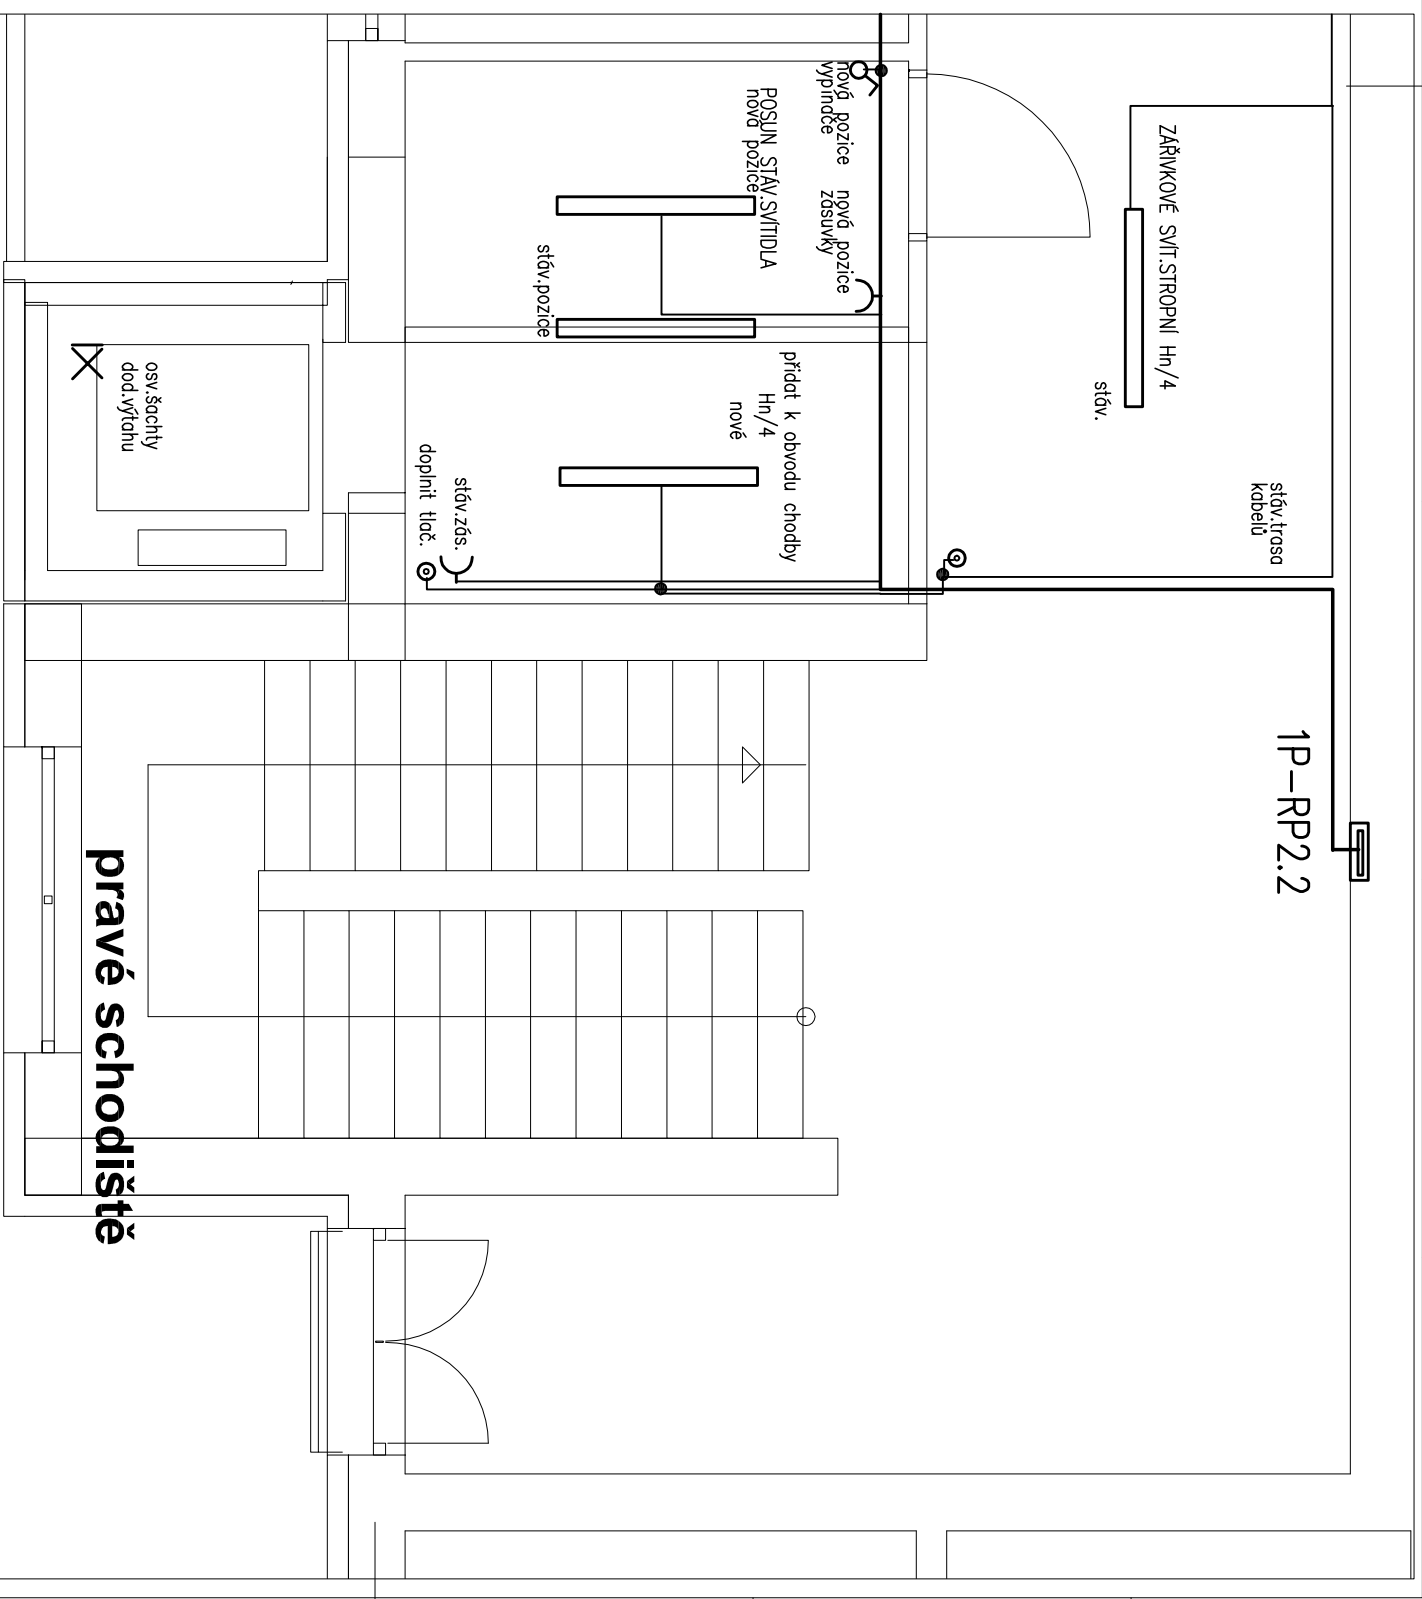 ZÁŘIVKOVÉ SVÍT.STROPNÍ Hn/4
stáv.
stáv.trasa
kabelů
1P-RP2.2
nová pozice
vypínače
nová pozice
zásuvky
POSUN STÁV.SVÍTIDLA
nová pozice
stáv.pozice
přidat k obvodu chodby
Hn/4
nové
stáv.zás.
doplnit tlač.
osv.šachty
dod.výtahu
pravé schodiště